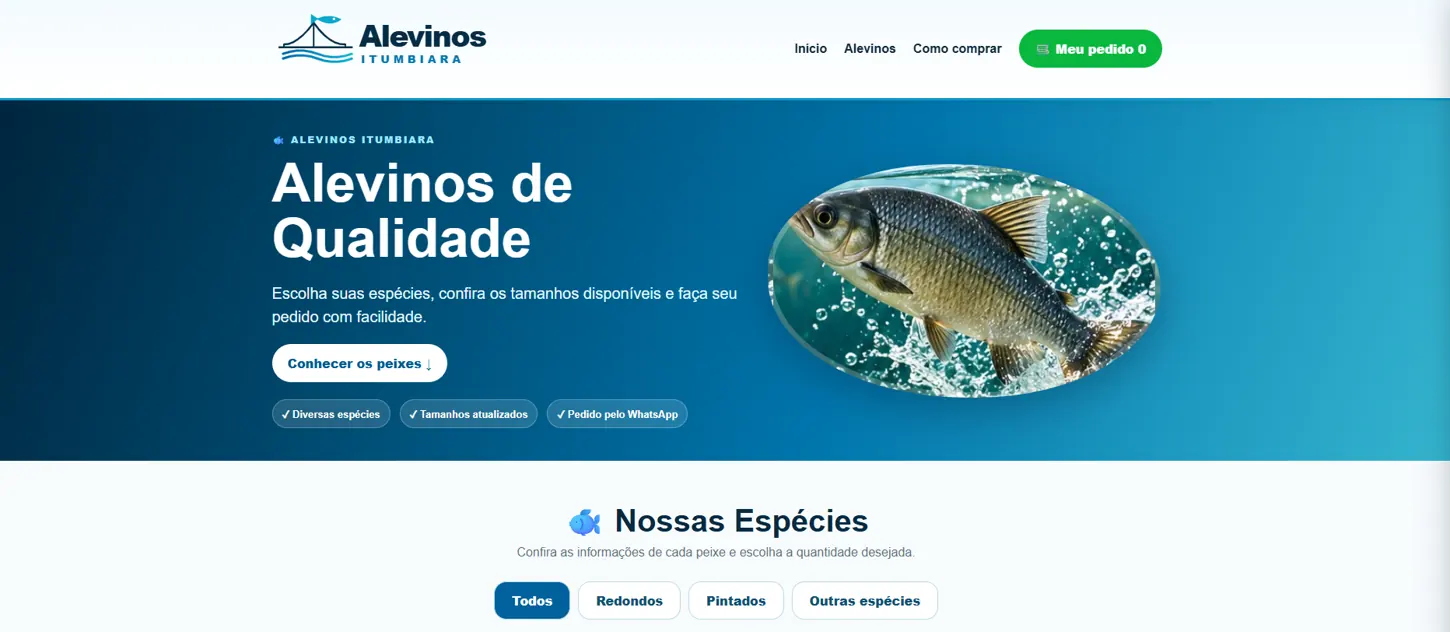 Alevinos
ITUMBIARA
Início
Alevinos
Como comprar
Meu pedido 0
ALEVINOS ITUMBIARA
Alevinos de
Qualidade
Escolha suas espécies, confira os tamanhos disponíveis e faça seu
pedido com facilidade.
Conhecer os peixes ↓
✓ Diversas espécies
✓ Tamanhos atualizados
✓ Pedido pelo WhatsApp
Nossas Espécies
Confira as informações de cada peixe e escolha a quantidade desejada.
Todos
Redondos
Pintados
Outras espécies